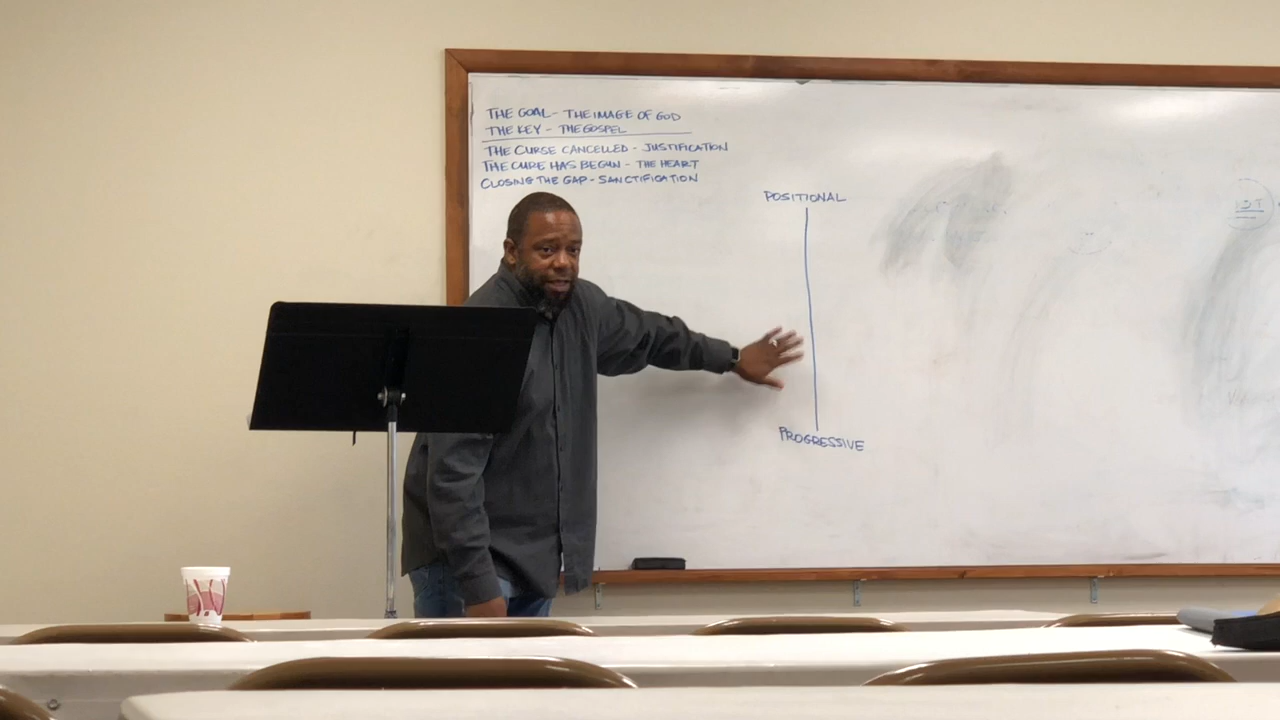 THE GOAL - THE IMAGE OF GOD
THE KEY - THE GOSPEL
THE CURSE CANCELLED - JUSTIFICATION
THE CURE HAS BEGUN - THE HEART
CLOSING THE GAP - SANCTIFICATION
POSITIONAL
PROGRESSIVE